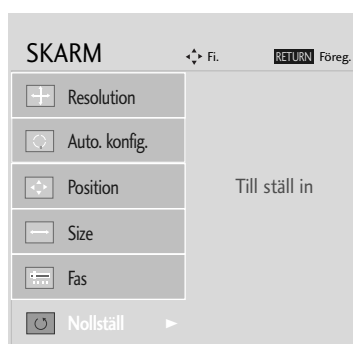 SKARM Fi. RETURN Föreg.
Resolution
Auto. konfig.
Position Till ställ in
Size
Fas
Nollställ